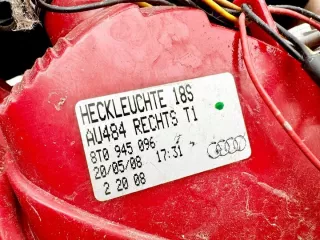 HECKLEUCHTE 18S
AU484 RECHTS T1
8T0 945 096
20/05/08 17:31
2 20 08